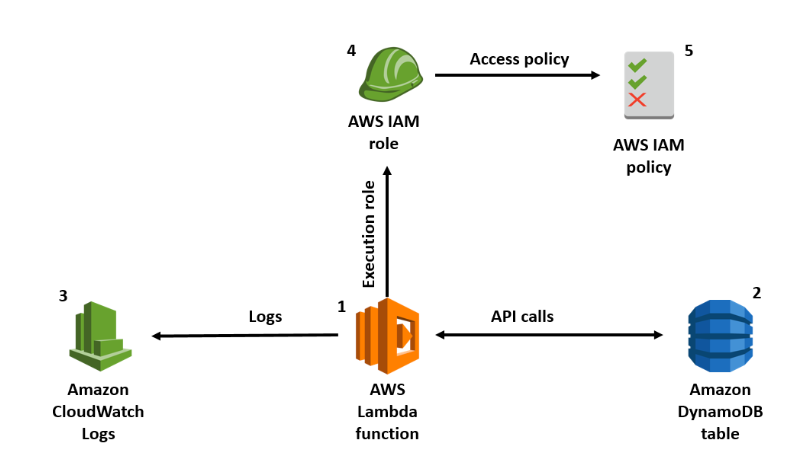 4
Access policy
5
AWS IAM
role
AWS IAM
policy
Execution role
3
Logs
1
API calls
2
Amazon
CloudWatch
Logs
AWS
Lambda
function
Amazon
DynamoDB
table